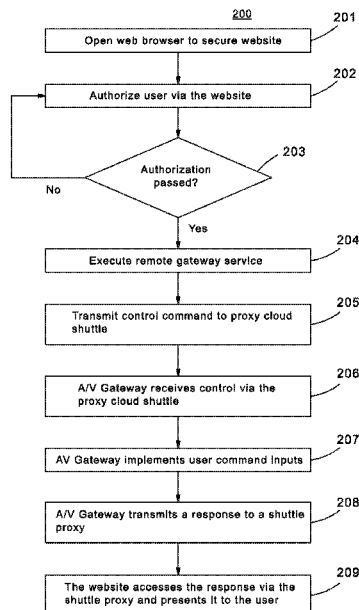 200
201
Open web browser to secure website
202
Authorize user via the website
203
Authorization
passed?
No
Yes
204
Execute remote gateway service
205
Transmit control command to proxy cloud
shuttle
206
A/V Gateway receives control via the
proxy cloud shuttle
207
AV Gateway implements user command inputs
208
A/V Gateway transmits a response to a shuttle
proxy
209
The website accesses the response via the
shuttle proxy and presents it to the user